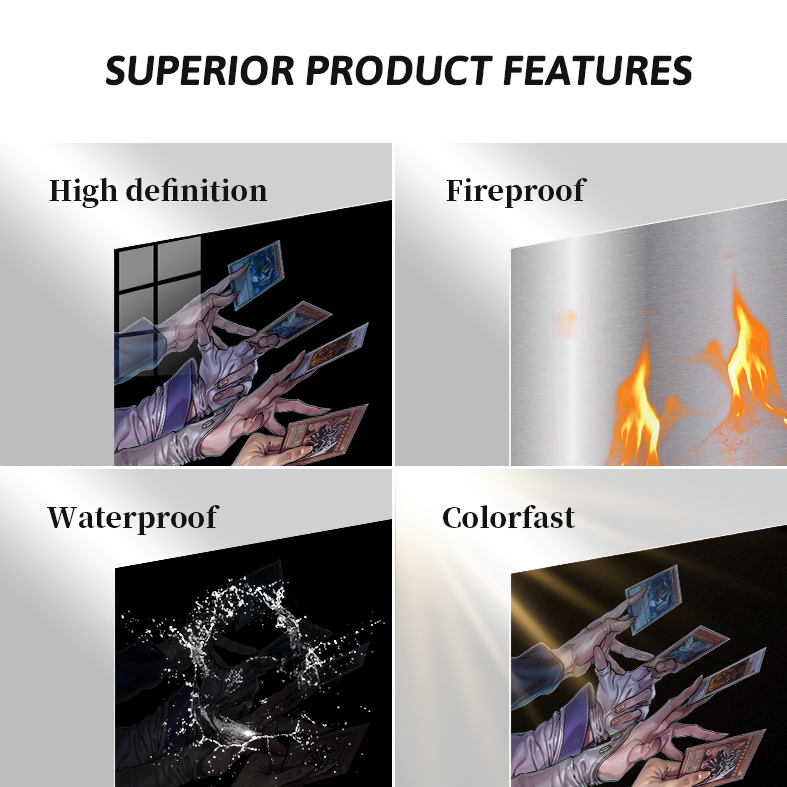 SUPERIOR PRODUCT FEATURES
High definition
Fireproof
Waterproof
Colorfast